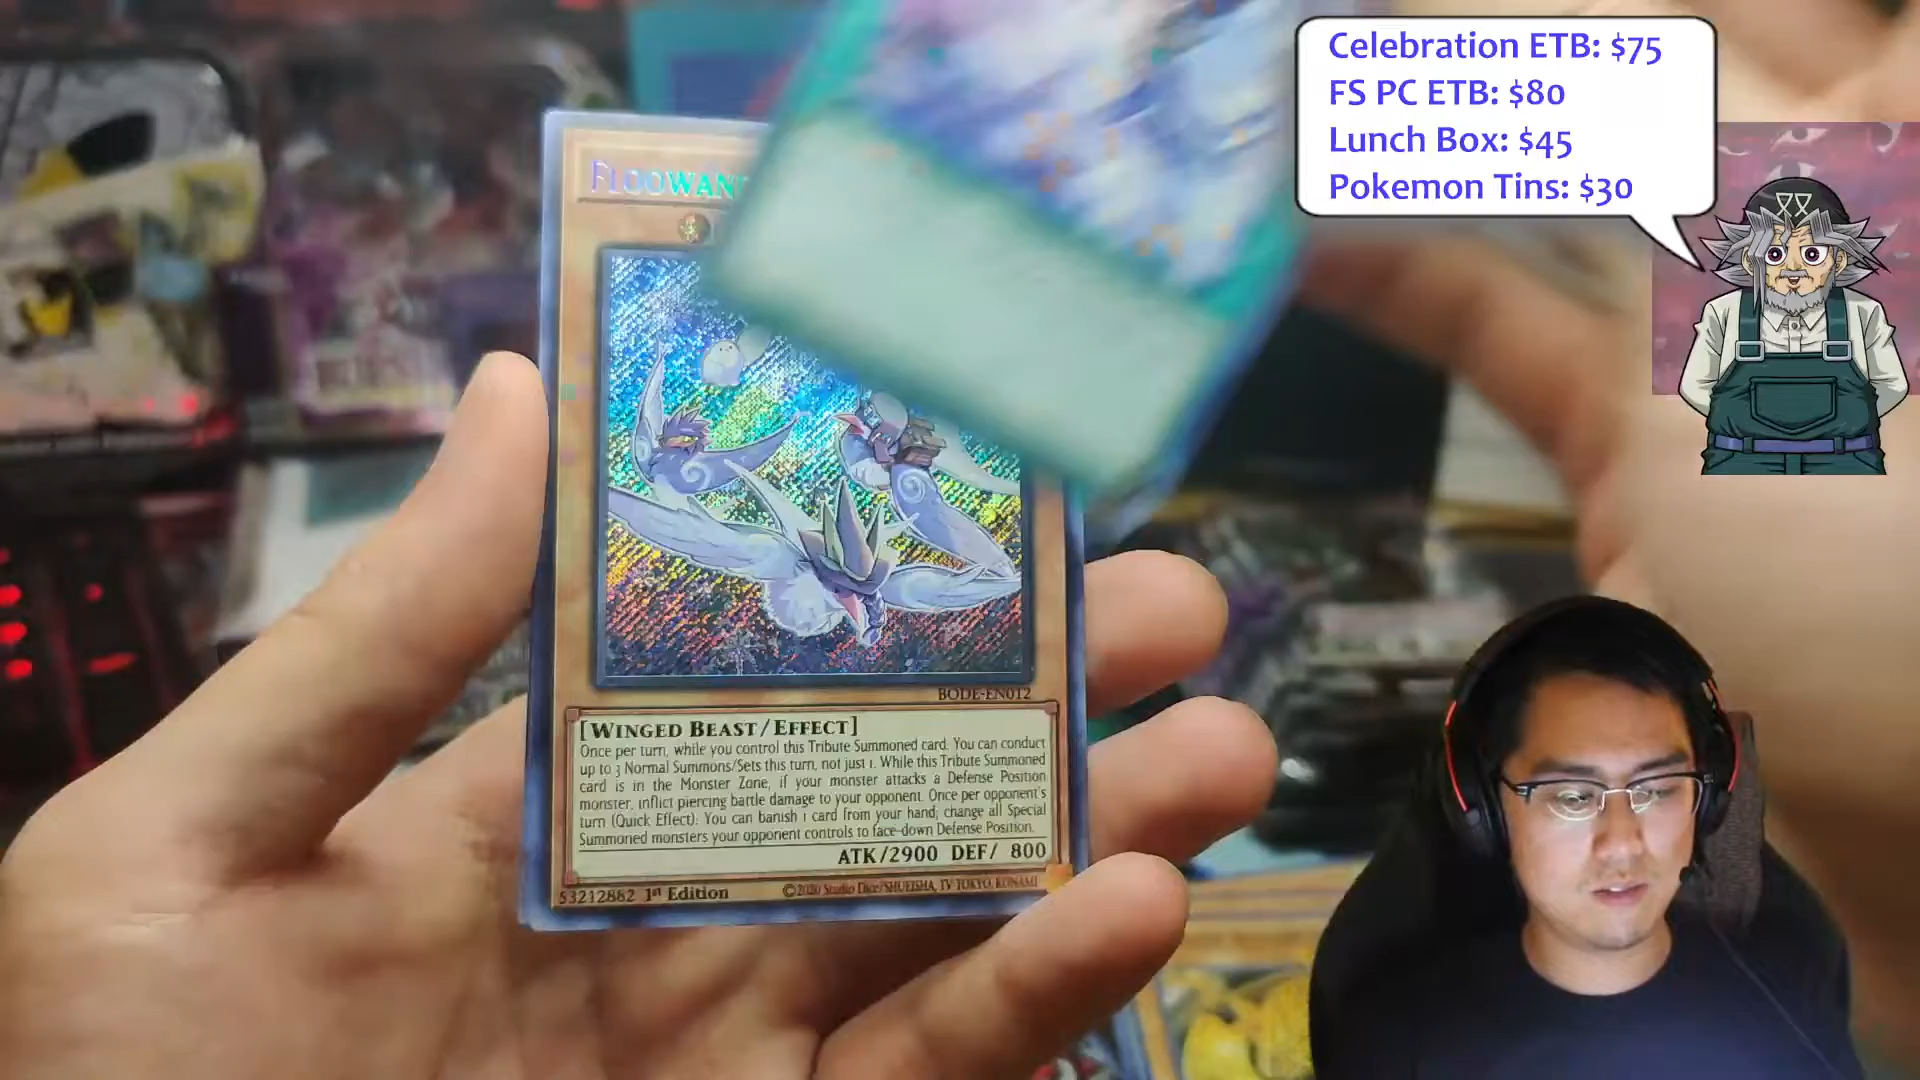 Celebration ETB: $75
FS PC ETB: $80
Lunch Box: $45
Pokemon Tins: $30
BODE-EN012
[WINGED BEAST/EFFECT]
Once per turn, while you control this Tribute Summoned card. You can conduct
up to 3 Normal Summons/Sets this turn, not just 1. While this Tribute Summoned
card is in the Monster Zone, if your monster attacks a Defense Position
monster, inflict piercing battle damage to your opponent. Once per opponent's
turn (Quick Effect): You can banish 1 card from your hand; change all Special
Summoned monsters your opponent controls to face-down Defense Position.
ATK/2900 DEF/ 800
53212882 1st Edition ©2020 Studio Dice/SHUEISHA, TV TOKYO, KONAMI